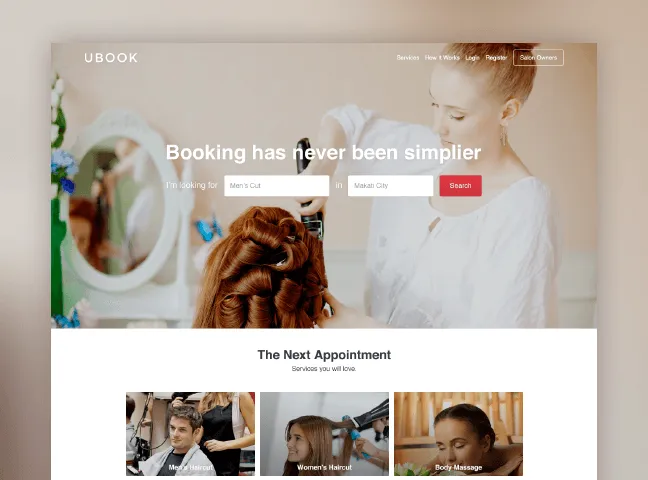 UBOOK
Services How It Works Login Register Salon Owners
Booking has never been simplier
I'm looking for Men's Cut in Makati City Search
The Next Appointment
Services you will love.
Men's Haircut Women's Haircut Body Massage